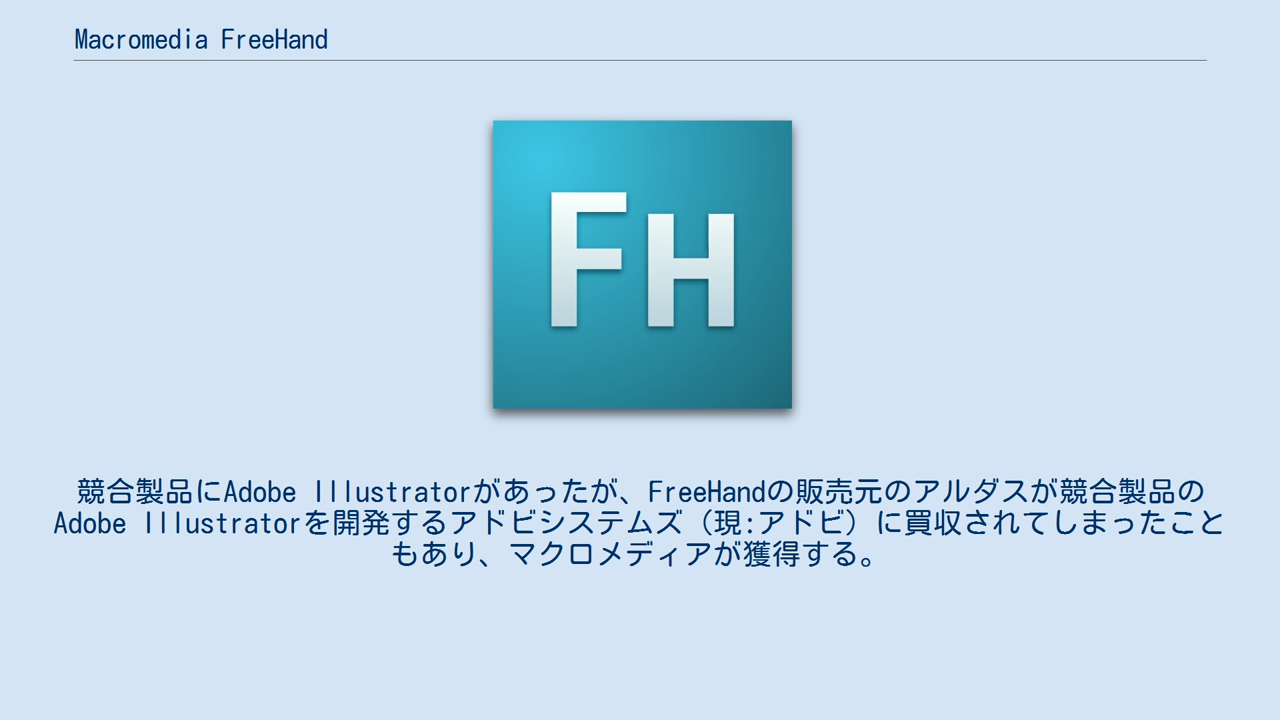 Macromedia FreeHand
FH
競合製品にAdobe Illustratorがあったが、FreeHandの販売元のアルダスが競合製品の
Adobe Illustratorを開発するアドビシステムズ（現:アドビ）に買収されてしまったこと
もあり、マクロメディアが獲得する。